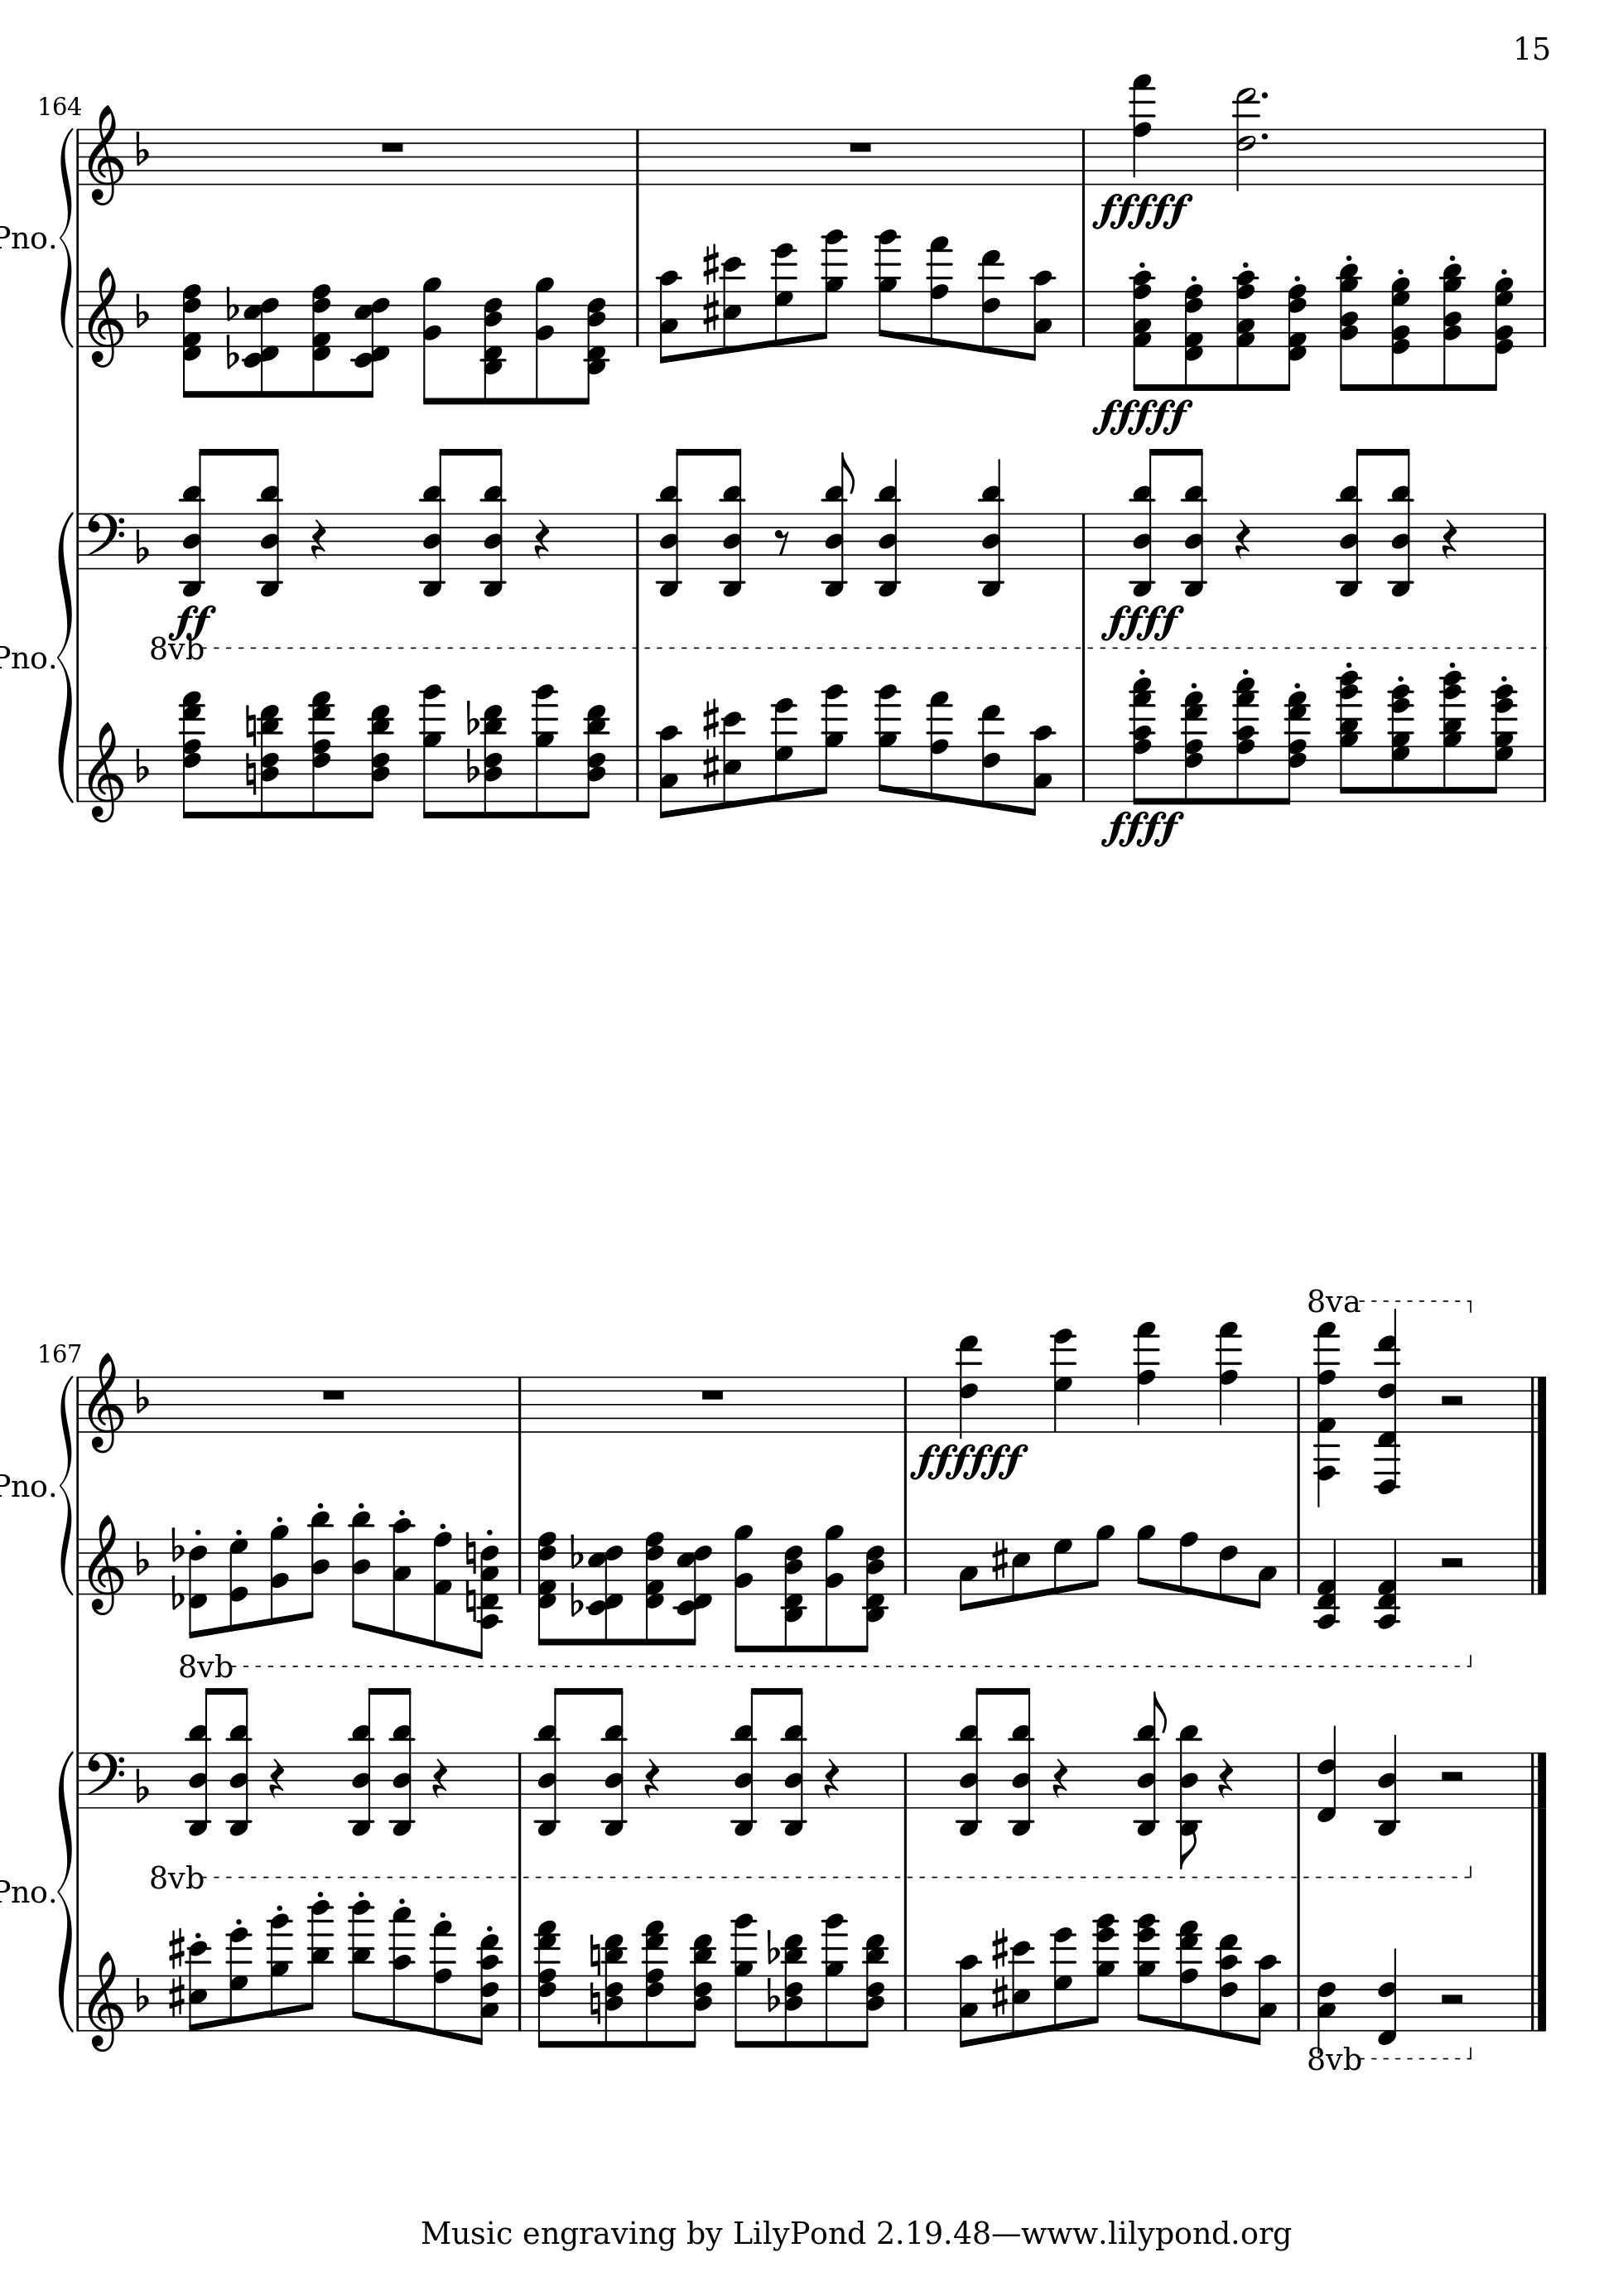 15
164
fffff
Pno.
fffff
ff
ffff
8vb
Pno.
ffff
8va
167
ffffff
Pno.
8vb
8vb
Pno.
8vb
Music engraving by LilyPond 2.19.48—www.lilypond.org